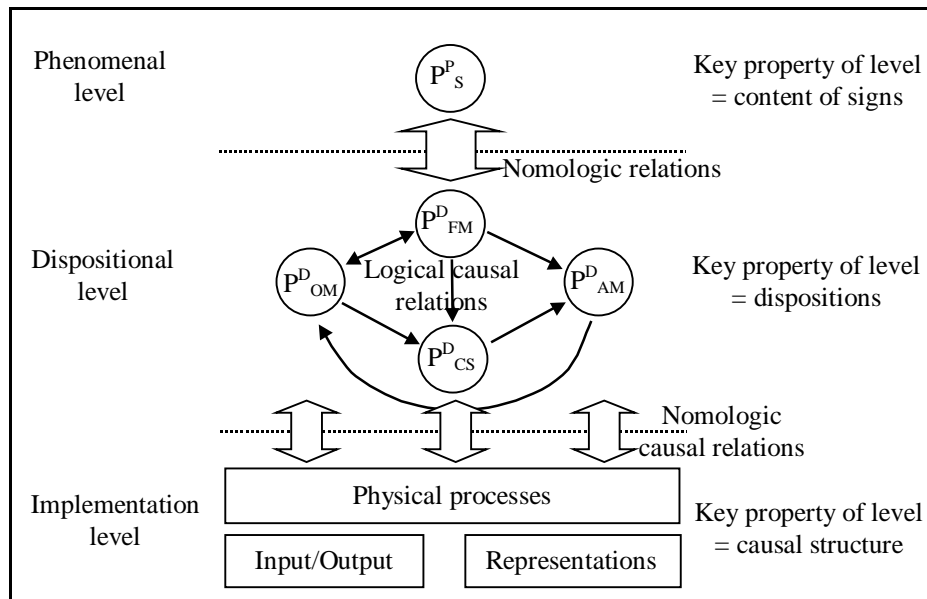 Phenomenal
level
P^P_S
Key property of level
= content of signs
Nomologic relations
Dispositional
level
P^D_FM
P^D_OM
Logical causal
relations
P^D_AM
P^D_CS
Key property of level
= dispositions
Nomologic
causal relations
Implementation
level
Physical processes
Input/Output
Representations
Key property of level
= causal structure